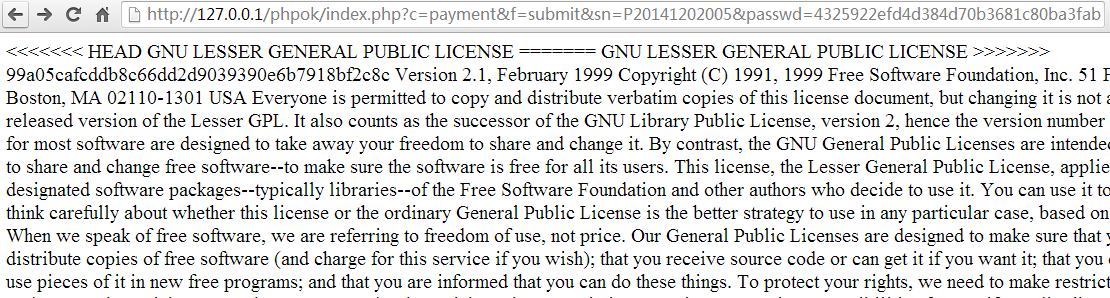 http://127.0.0.1/phpok/index.php?c=payment&f=submit&sn=P20141202005&passwd=4325922efd4d384d70b3681c80ba3fab
<<<<<<< HEAD GNU LESSER GENERAL PUBLIC LICENSE ======= GNU LESSER GENERAL PUBLIC LICENSE >>>>>>>
99a05cafcddb8c66dd2d9039390e6b7918bf2c8c Version 2.1, February 1999 Copyright (C) 1991, 1999 Free Software Foundation, Inc. 51 F
Boston, MA 02110-1301 USA Everyone is permitted to copy and distribute verbatim copies of this license document, but changing it is not a
released version of the Lesser GPL. It also counts as the successor of the GNU Library Public License, version 2, hence the version number
for most software are designed to take away your freedom to share and change it. By contrast, the GNU General Public Licenses are intende
to share and change free software--to make sure the software is free for all its users. This license, the Lesser General Public License, applie
designated software packages--typically libraries--of the Free Software Foundation and other authors who decide to use it. You can use it to
think carefully about whether this license or the ordinary General Public License is the better strategy to use in any particular case, based on
When we speak of free software, we are referring to freedom of use, not price. Our General Public Licenses are designed to make sure that y
distribute copies of free software (and charge for this service if you wish); that you receive source code or can get it if you want it; that you
use pieces of it in new free programs; and that you are informed that you can do these things. To protect your rights, we need to make restric